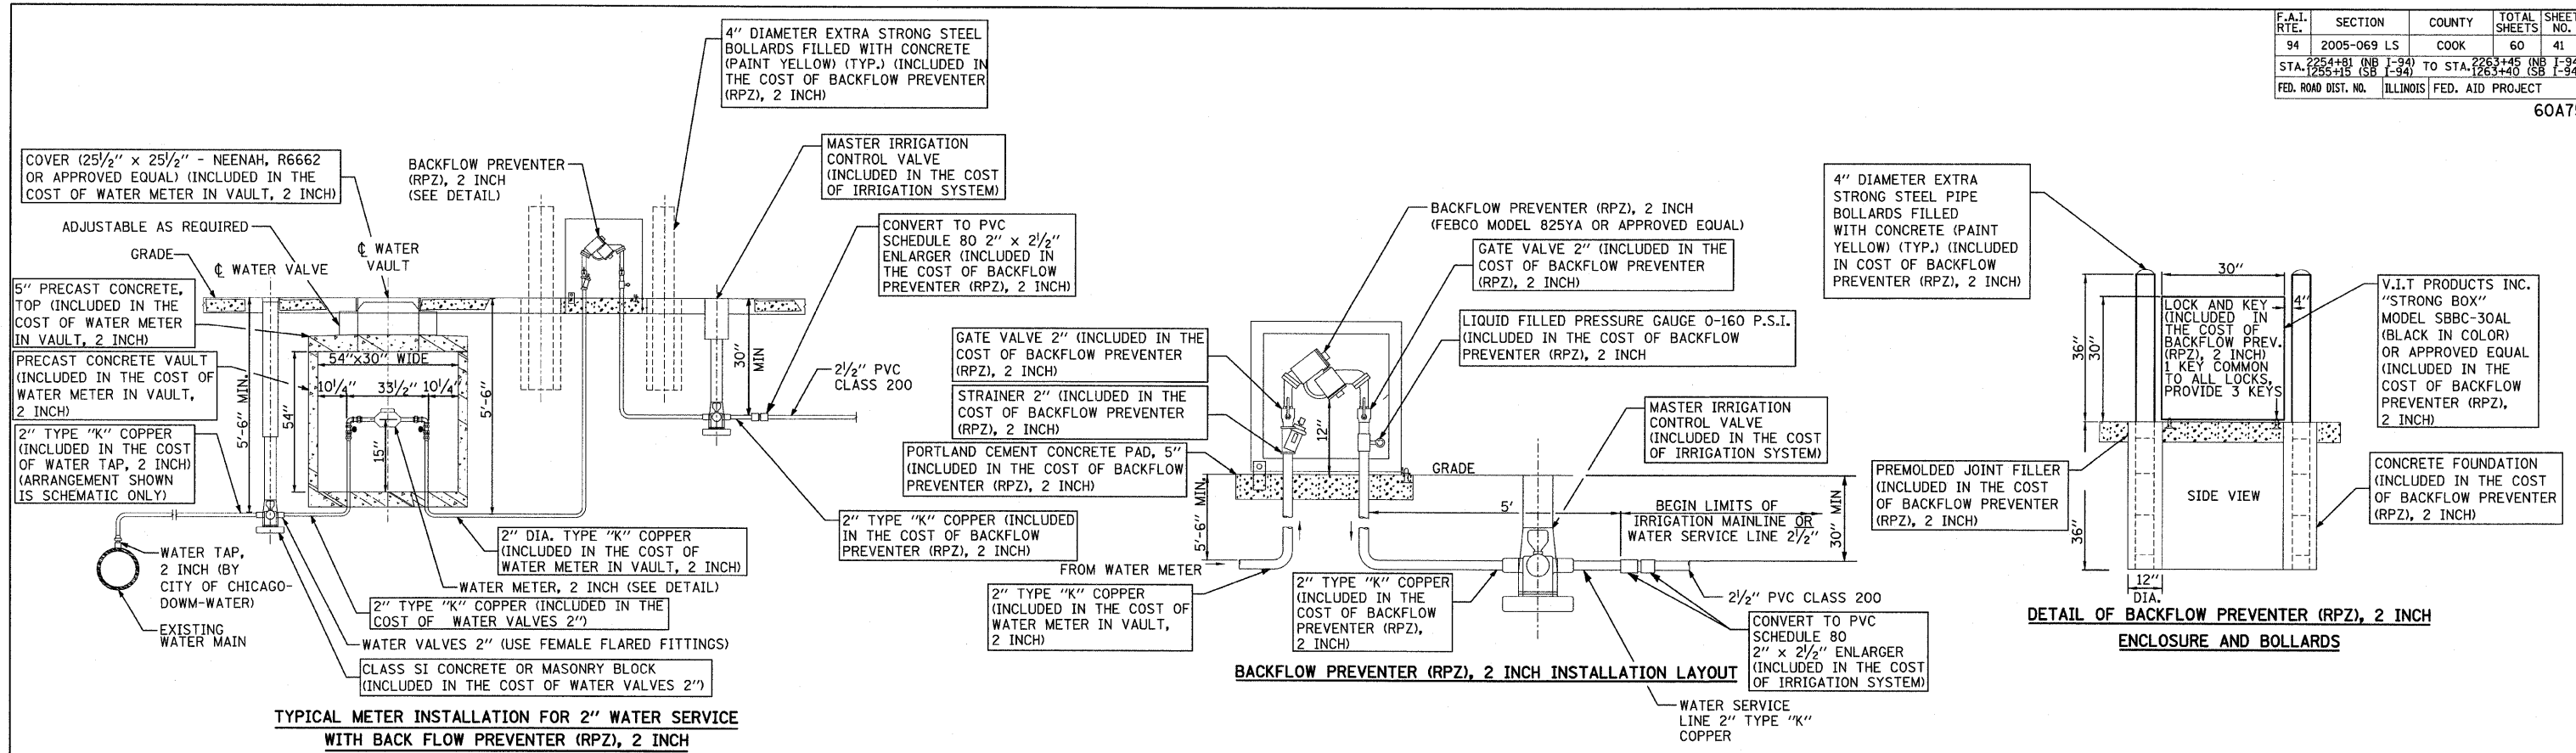 F.A.I. RTE. SECTION COUNTY TOTAL SHEETS SHEET NO.
94 2005-069 LS COOK 60 41
STA. 2254+81 (NB I-94) TO STA. 2263+45 (NB I-94
1255+15 (SB I-94) 1263+40 (SB I-94
FED. ROAD DIST. NO. ILLINOIS FED. AID PROJECT
60A75
4" DIAMETER EXTRA STRONG STEEL
BOLLARDS FILLED WITH CONCRETE
(PAINT YELLOW) (TYP.) (INCLUDED IN
THE COST OF BACKFLOW PREVENTER
(RPZ), 2 INCH)
COVER (25½" x 25½" - NEENAH, R6662
OR APPROVED EQUAL) (INCLUDED IN THE
COST OF WATER METER IN VAULT, 2 INCH)
BACKFLOW PREVENTER
(RPZ), 2 INCH
(SEE DETAIL)
MASTER IRRIGATION
CONTROL VALVE
(INCLUDED IN THE COST
OF IRRIGATION SYSTEM)
ADJUSTABLE AS REQUIRED
GRADE
℄ WATER VALVE
℄ WATER
VAULT
CONVERT TO PVC
SCHEDULE 80 2" x 2½"
ENLARGER (INCLUDED IN
THE COST OF BACKFLOW
PREVENTER (RPZ), 2 INCH)
5" PRECAST CONCRETE,
TOP (INCLUDED IN THE
COST OF WATER METER
IN VAULT, 2 INCH)
PRECAST CONCRETE VAULT
(INCLUDED IN THE COST OF
WATER METER IN VAULT,
2 INCH)
2" TYPE "K" COPPER
(INCLUDED IN THE COST
OF WATER TAP, 2 INCH)
(ARRANGEMENT SHOWN
IS SCHEMATIC ONLY)
5'-6" MIN.
54"
54"x30" WIDE
10¼" 33½" 10¼"
15"
5'-6"
30"
MIN
2½" PVC
CLASS 200
WATER TAP,
2 INCH (BY
CITY OF CHICAGO-
DOWM-WATER)
EXISTING
WATER MAIN
2" DIA. TYPE "K" COPPER
(INCLUDED IN THE COST OF
WATER METER IN VAULT, 2 INCH)
WATER METER, 2 INCH (SEE DETAIL)
2" TYPE "K" COPPER (INCLUDED IN THE
COST OF WATER VALVES 2")
WATER VALVES 2" (USE FEMALE FLARED FITTINGS)
CLASS SI CONCRETE OR MASONRY BLOCK
(INCLUDED IN THE COST OF WATER VALVES 2")
2" TYPE "K" COPPER (INCLUDED
IN THE COST OF BACKFLOW
PREVENTER (RPZ), 2 INCH)
TYPICAL METER INSTALLATION FOR 2" WATER SERVICE
WITH BACK FLOW PREVENTER (RPZ), 2 INCH
BACKFLOW PREVENTER (RPZ), 2 INCH
(FEBCO MODEL 825YA OR APPROVED EQUAL)
GATE VALVE 2" (INCLUDED IN THE
COST OF BACKFLOW PREVENTER
(RPZ), 2 INCH)
LIQUID FILLED PRESSURE GAUGE 0-160 P.S.I.
(INCLUDED IN THE COST OF BACKFLOW
PREVENTER (RPZ), 2 INCH
GATE VALVE 2" (INCLUDED IN THE
COST OF BACKFLOW PREVENTER
(RPZ), 2 INCH)
STRAINER 2" (INCLUDED IN THE
COST OF BACKFLOW PREVENTER
(RPZ), 2 INCH)
PORTLAND CEMENT CONCRETE PAD, 5"
(INCLUDED IN THE COST OF BACKFLOW
PREVENTER (RPZ), 2 INCH)
12"
GRADE
MASTER IRRIGATION
CONTROL VALVE
(INCLUDED IN THE COST
OF IRRIGATION SYSTEM)
5'-6" MIN.
5'
BEGIN LIMITS OF
IRRIGATION MAINLINE OR
WATER SERVICE LINE 2½"
30" MIN
FROM WATER METER
2" TYPE "K" COPPER
(INCLUDED IN THE COST OF
WATER METER IN VAULT,
2 INCH)
2" TYPE "K" COPPER
(INCLUDED IN THE
COST OF BACKFLOW
PREVENTER (RPZ),
2 INCH)
2½" PVC CLASS 200
CONVERT TO PVC
SCHEDULE 80
2" x 2½" ENLARGER
(INCLUDED IN THE COST
OF IRRIGATION SYSTEM)
WATER SERVICE
LINE 2" TYPE "K"
COPPER
BACKFLOW PREVENTER (RPZ), 2 INCH INSTALLATION LAYOUT
4" DIAMETER EXTRA
STRONG STEEL PIPE
BOLLARDS FILLED
WITH CONCRETE (PAINT
YELLOW) (TYP.) (INCLUDED
IN COST OF BACKFLOW
PREVENTER (RPZ), 2 INCH)
30"
4"
36"
30"
LOCK AND KEY
(INCLUDED IN
THE COST OF
BACKFLOW PREV.
(RPZ), 2 INCH)
1 KEY COMMON
TO ALL LOCKS,
PROVIDE 3 KEYS
V.I.T PRODUCTS INC.
"STRONG BOX"
MODEL SBBC-30AL
(BLACK IN COLOR)
OR APPROVED EQUAL
(INCLUDED IN THE
COST OF BACKFLOW
PREVENTER (RPZ),
2 INCH)
PREMOLDED JOINT FILLER
(INCLUDED IN THE COST
OF BACKFLOW PREVENTER
(RPZ), 2 INCH)
SIDE VIEW
CONCRETE FOUNDATION
(INCLUDED IN THE COST
OF BACKFLOW PREVENTER
(RPZ), 2 INCH)
36"
12"
DIA.
DETAIL OF BACKFLOW PREVENTER (RPZ), 2 INCH
ENCLOSURE AND BOLLARDS